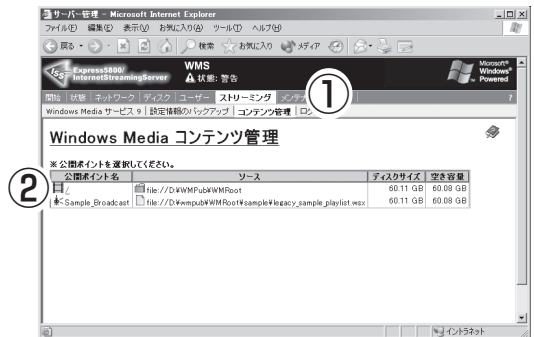 サーバー管理 - Microsoft Internet Explorer
ファイル(F) 編集(E) 表示(V) お気に入り(A) ツール(T) ヘルプ(H)
戻る 検索 お気に入り メディア
Express5800/
InternetStreamingServer
WMS
状態: 警告
Microsoft®
Windows®
Powered
開始 状態 ネットワーク ディスク ユーザー ストリーミング ?
Windows Media サービス 9 設定情報のバックアップ コンテンツ管理
①
Windows Media コンテンツ管理
※公開ポイントを選択してください。
②
公開ポイント名 ソース ディスクサイズ 空き容量
/ file://D:¥WMPub¥WMRoot 60.11 GB 60.08 GB
Sample_Broadcast file://D:¥wmpub¥WMRoot¥sample¥legacy_sample_playlist.wsx 60.11 GB 60.08 GB
イントラネット